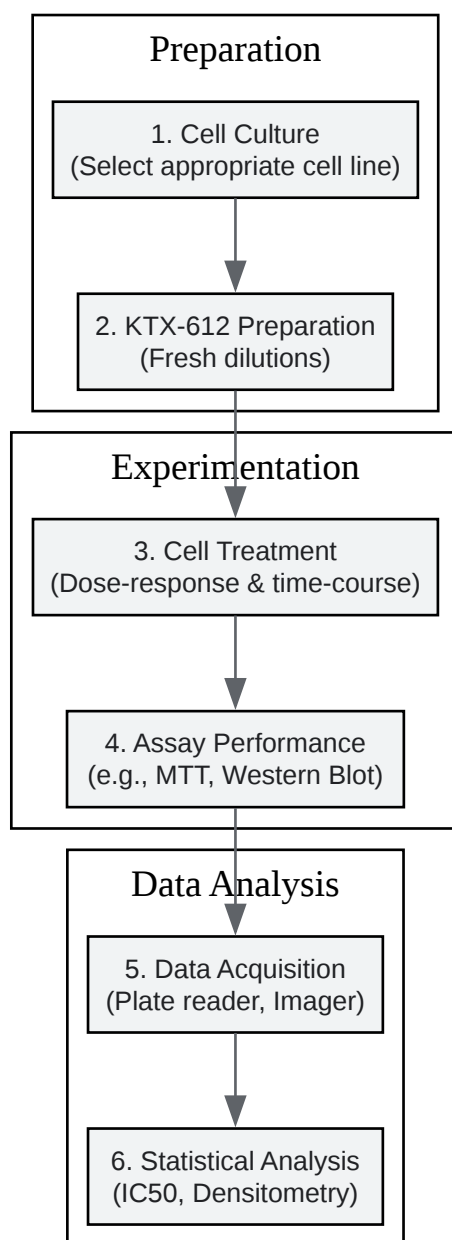 Preparation
1. Cell Culture
(Select appropriate cell line)
2. KTX-612 Preparation
(Fresh dilutions)
Experimentation
3. Cell Treatment
(Dose-response & time-course)
4. Assay Performance
(e.g., MTT, Western Blot)
Data Analysis
5. Data Acquisition
(Plate reader, Imager)
6. Statistical Analysis
(IC50, Densitometry)